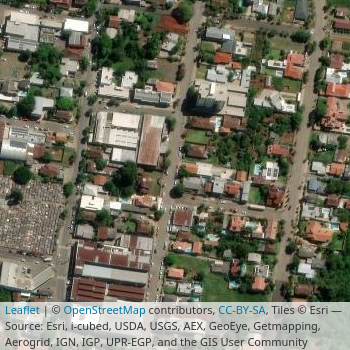 Leaflet | © OpenStreetMap contributors, CC-BY-SA, Tiles © Esri —
Source: Esri, i-cubed, USDA, USGS, AEX, GeoEye, Getmapping,
Aerogrid, IGN, IGP, UPR-EGP, and the GIS User Community